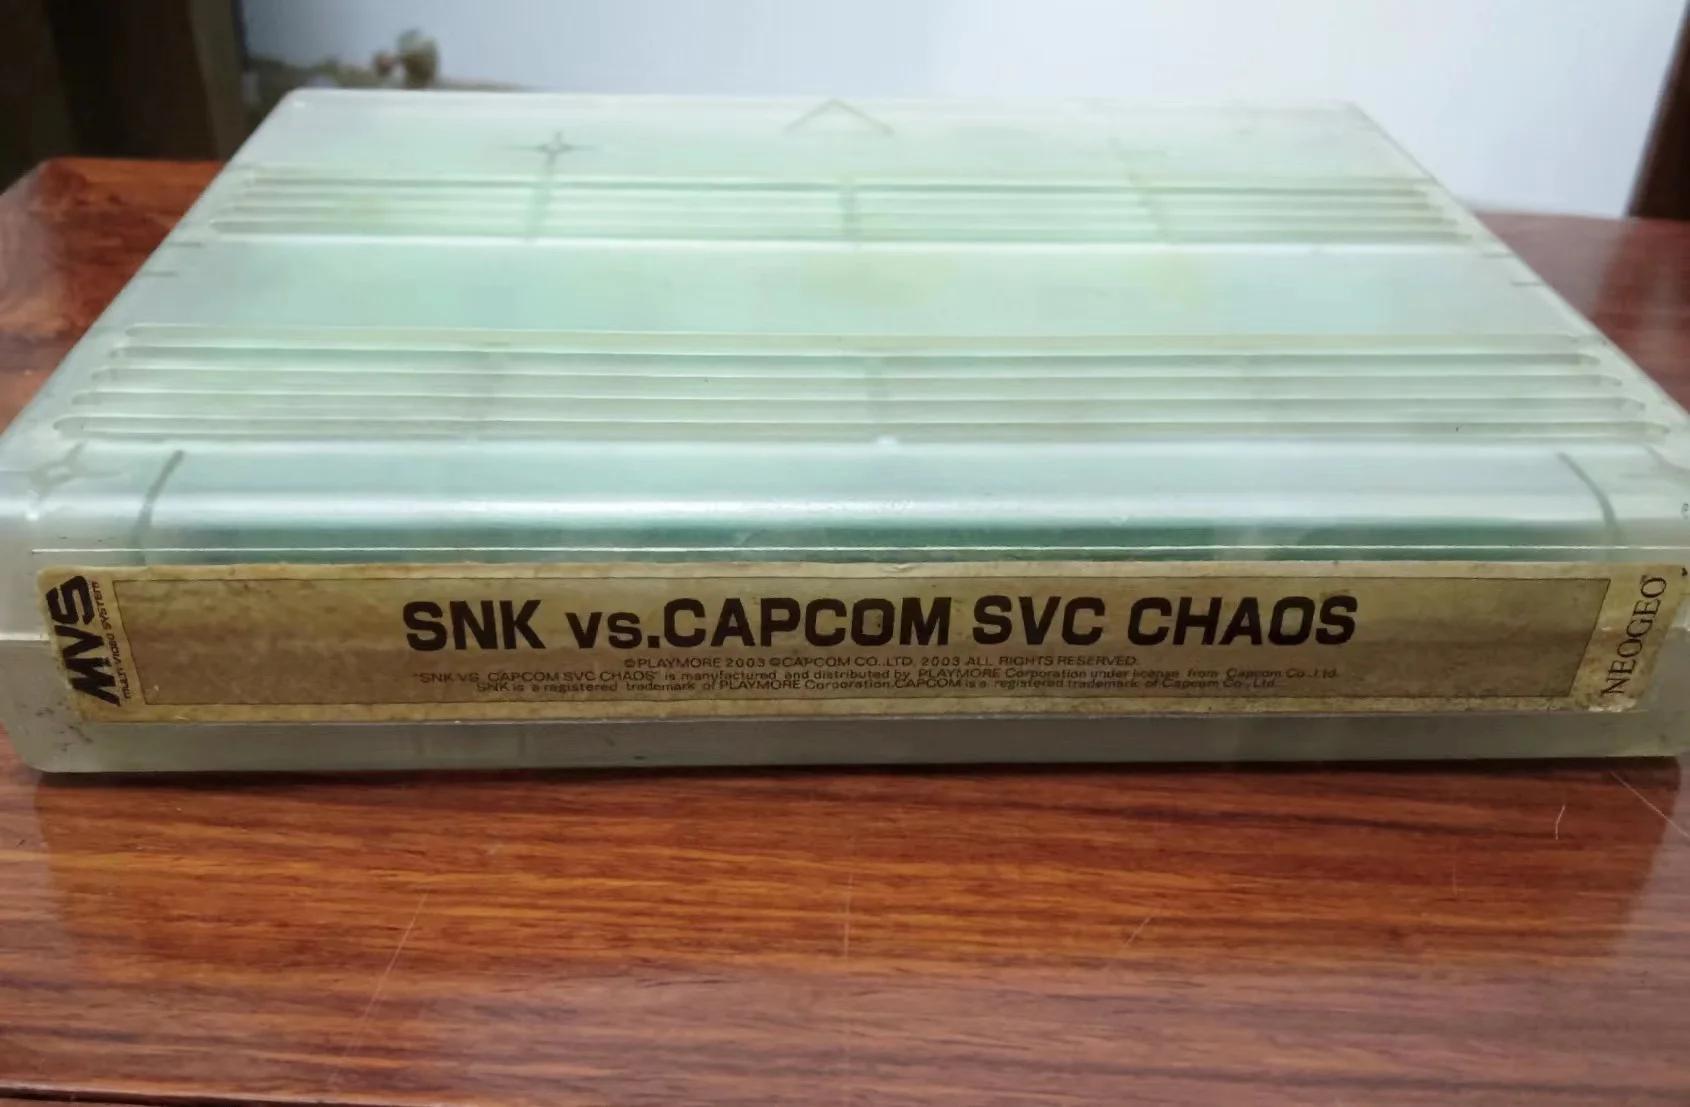 MVS
MULTI VIDEO SYSTEM
SNK vs.CAPCOM SVC CHAOS
©PLAYMORE 2003 ©CAPCOM CO.,LTD. 2003 ALL RIGHTS RESERVED.
"SNK VS. CAPCOM SVC CHAOS" is manufactured and distributed by PLAYMORE Corporation under license from Capcom Co.,Ltd.
SNK is a registered trademark of PLAYMORE Corporation.CAPCOM is a registered trademark of Capcom Co.,Ltd.
NEOGEO